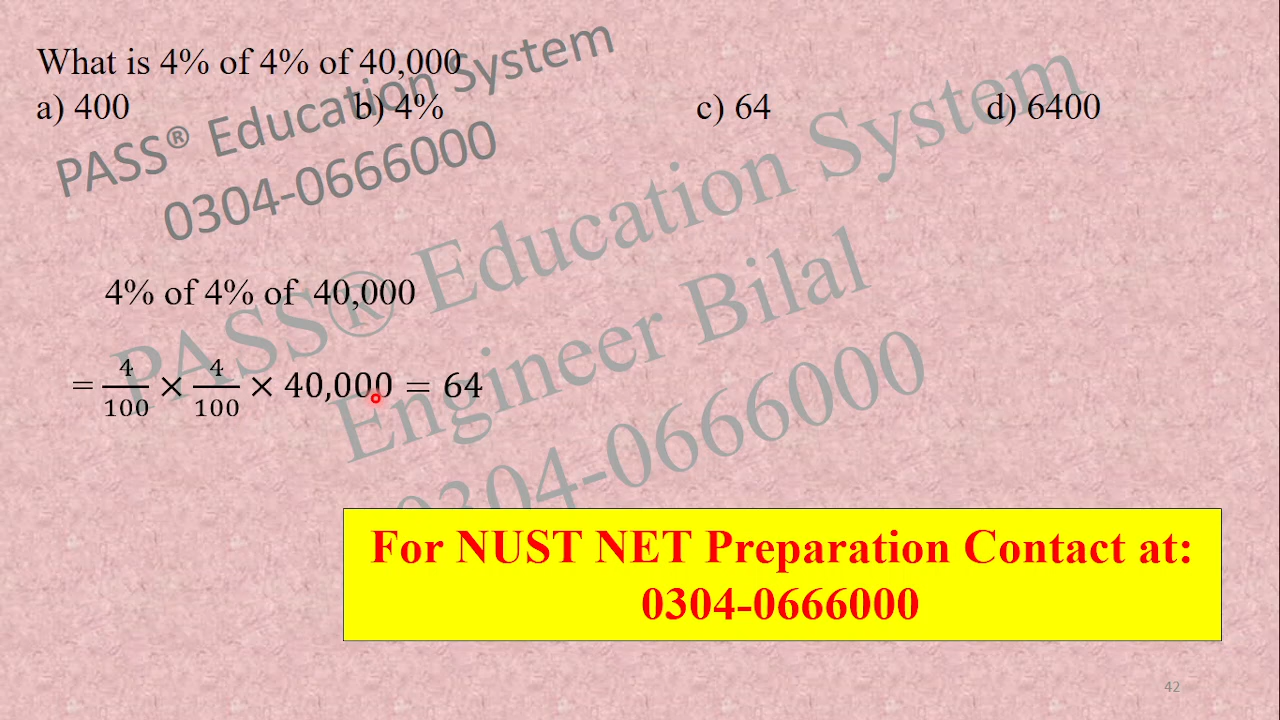 What is 4% of 4% of 40,000
a) 400 b) 4% c) 64 d) 6400
PASS® Education System
0304-0666000
PASS® Education System
Engineer Bilal
0304-0666000
4% of 4% of 40,000
= 4/100 × 4/100 × 40,000 = 64
For NUST NET Preparation Contact at:
0304-0666000
42